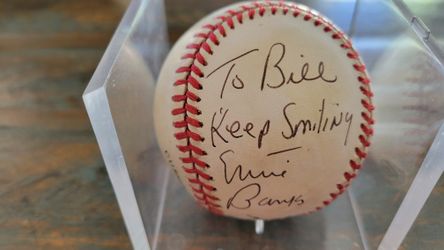 To Bill
Keep Smiling
Ernie
Banks